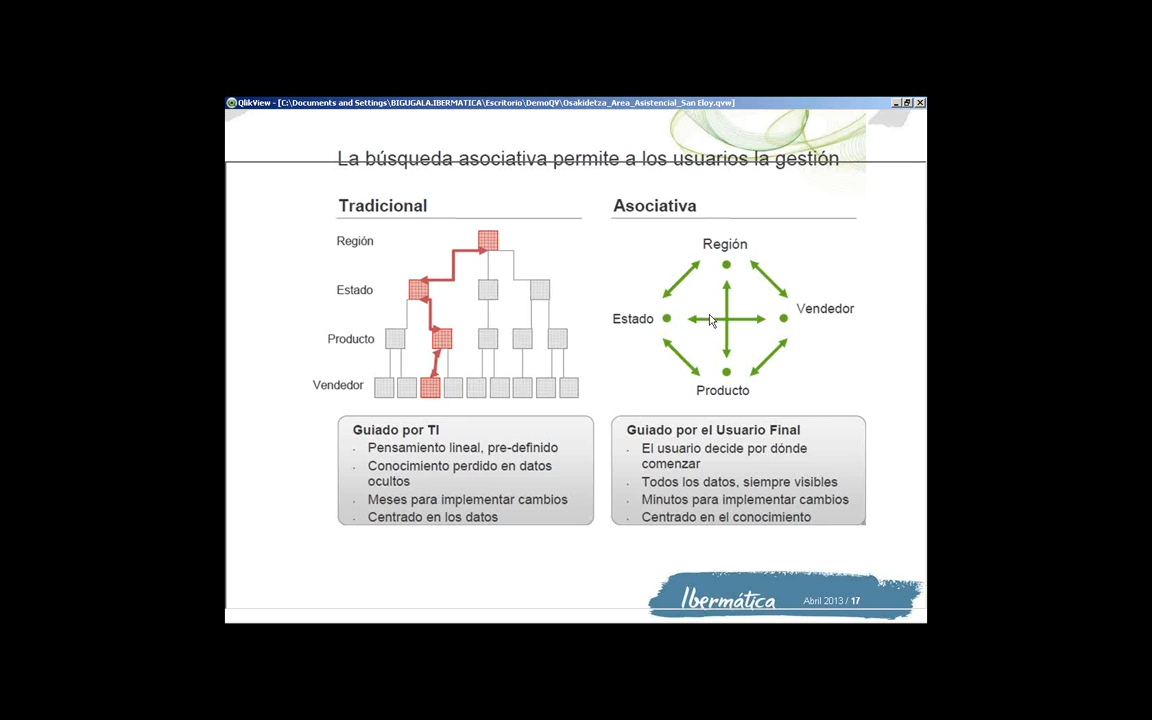 QlikView - [C:\Documents and Settings\BIGUGALA.IBERMATICA\Escritorio\DemoQV\Osakidetza_Area_Asistencial_San Eloy.qvw]
La búsqueda asociativa permite a los usuarios la gestión
Tradicional
Región
Estado
Producto
Vendedor
Guiado por TI
Pensamiento lineal, pre-definido
Conocimiento perdido en datos
ocultos
Meses para implementar cambios
Centrado en los datos
Asociativa
Región
Vendedor
Estado
Producto
Guiado por el Usuario Final
El usuario decide por dónde
comenzar
Todos los datos, siempre visibles
Minutos para implementar cambios
Centrado en el conocimiento
Ibermática
Abril 2013 / 17